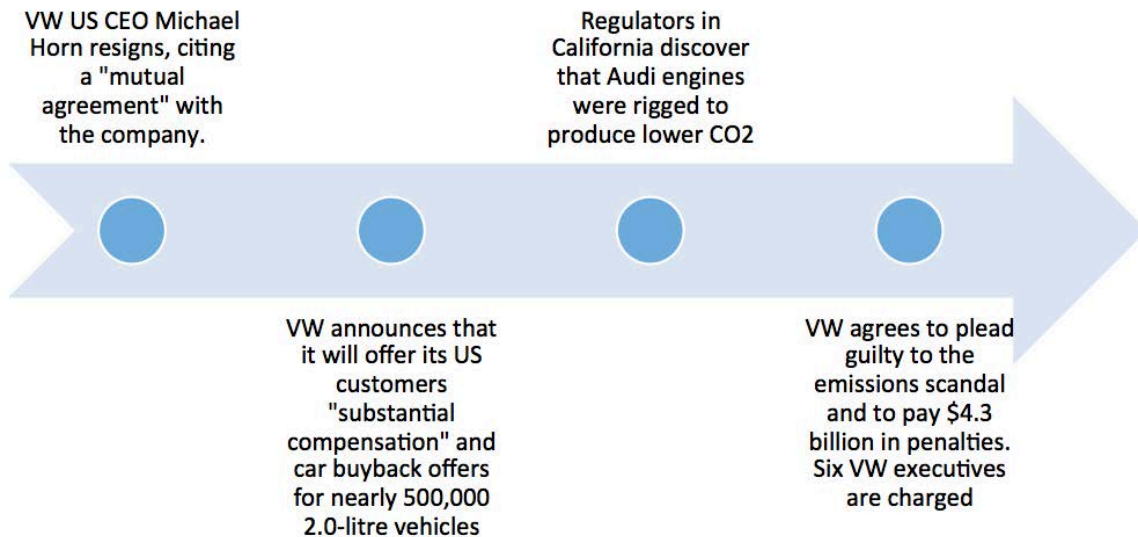 VW US CEO Michael
Horn resigns, citing
a "mutual
agreement" with
the company.
VW announces that
it will offer its US
customers
"substantial
compensation" and
car buyback offers
for nearly 500,000
2.0-litre vehicles
Regulators in
California discover
that Audi engines
were rigged to
produce lower CO2
VW agrees to plead
guilty to the
emissions scandal
and to pay $4.3
billion in penalties.
Six VW executives
are charged